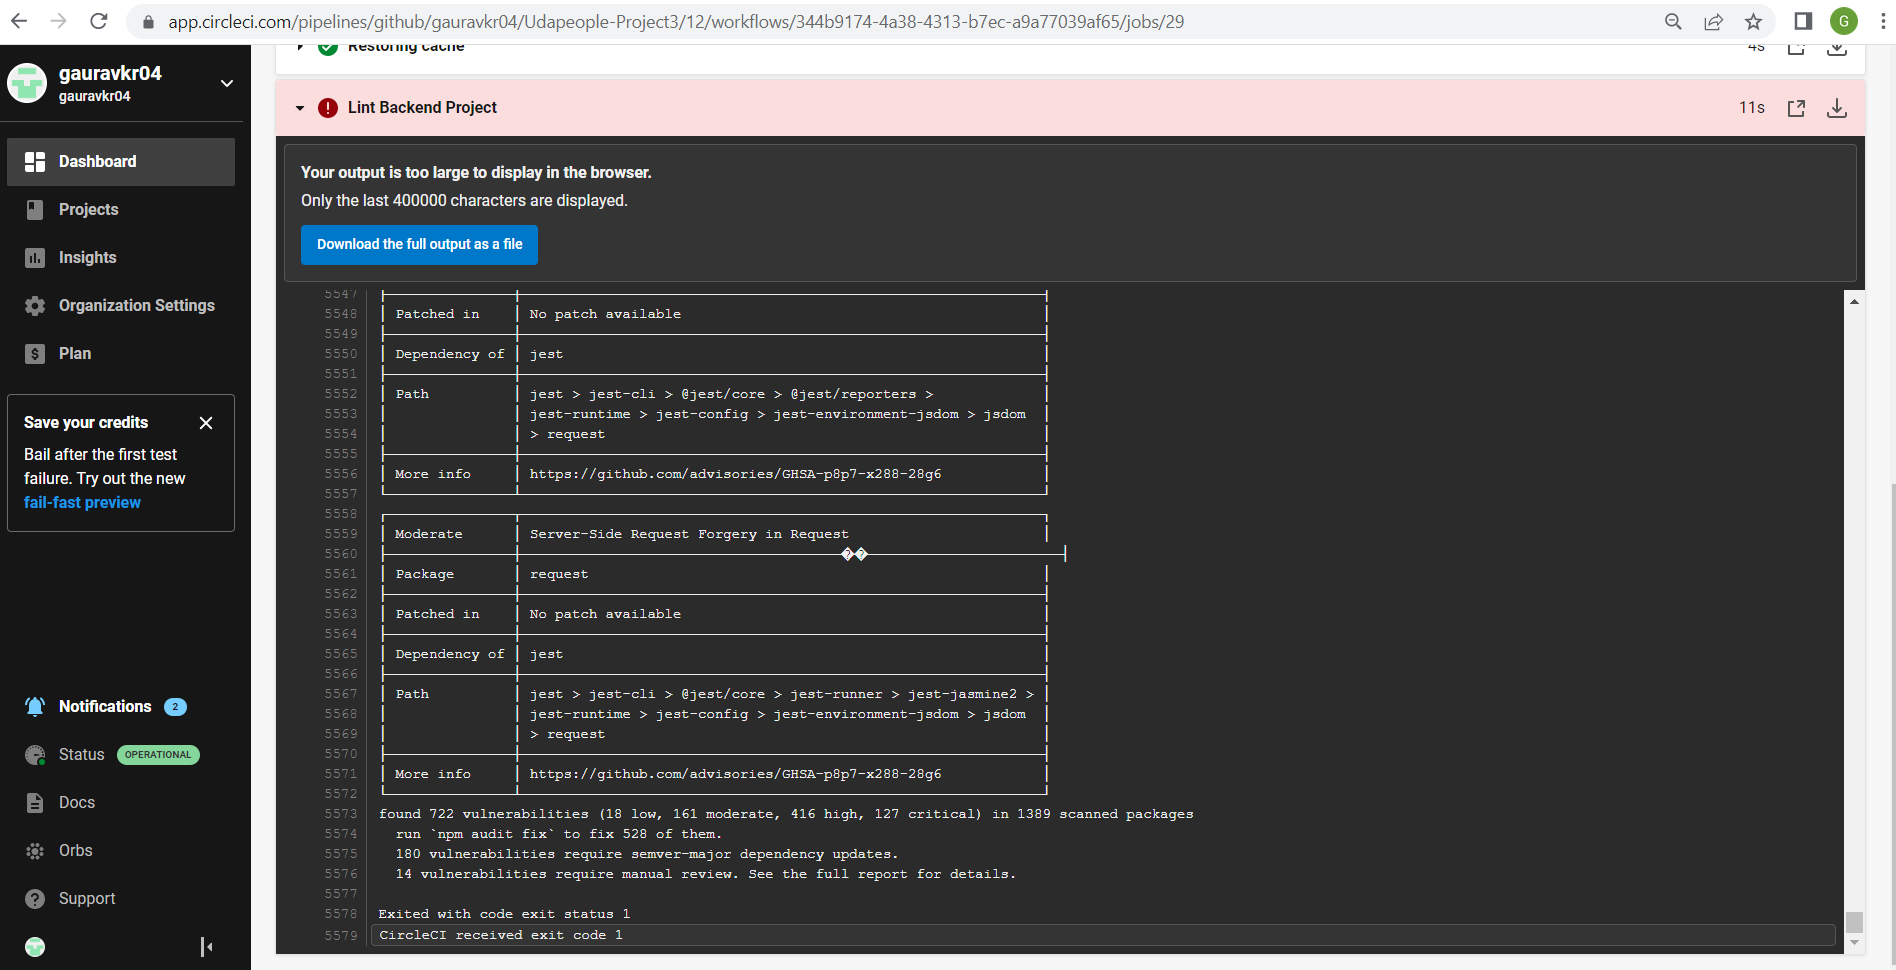 app.circleci.com/pipelines/github/gauravkr04/Udapeople-Project3/12/workflows/344b9174-4a38-4313-b7ec-a9a77039af65/jobs/29
G
gauravkr04
gauravkr04
Dashboard
Projects
Insights
Organization Settings
Plan
Save your credits
Bail after the first test
failure. Try out the new
fail-fast preview
Notifications 2
Status OPERATIONAL
Docs
Orbs
Support
Restoring cache 4s
Lint Backend Project 11s
Your output is too large to display in the browser.
Only the last 400000 characters are displayed.
Download the full output as a file
5547
5548 Patched in No patch available
5549
5550 Dependency of jest
5551
5552 Path jest > jest-cli > @jest/core > @jest/reporters >
5553 jest-runtime > jest-config > jest-environment-jsdom > jsdom
5554 > request
5555
5556 More info https://github.com/advisories/GHSA-p8p7-x288-28g6
5557
5558
5559 Moderate Server-Side Request Forgery in Request
5560 ��
5561 Package request
5562
5563 Patched in No patch available
5564
5565 Dependency of jest
5566
5567 Path jest > jest-cli > @jest/core > jest-runner > jest-jasmine2 >
5568 jest-runtime > jest-config > jest-environment-jsdom > jsdom
5569 > request
5570
5571 More info https://github.com/advisories/GHSA-p8p7-x288-28g6
5572
5573 found 722 vulnerabilities (18 low, 161 moderate, 416 high, 127 critical) in 1389 scanned packages
5574 run `npm audit fix` to fix 528 of them.
5575 180 vulnerabilities require semver-major dependency updates.
5576 14 vulnerabilities require manual review. See the full report for details.
5577
5578 Exited with code exit status 1
5579 CircleCI received exit code 1